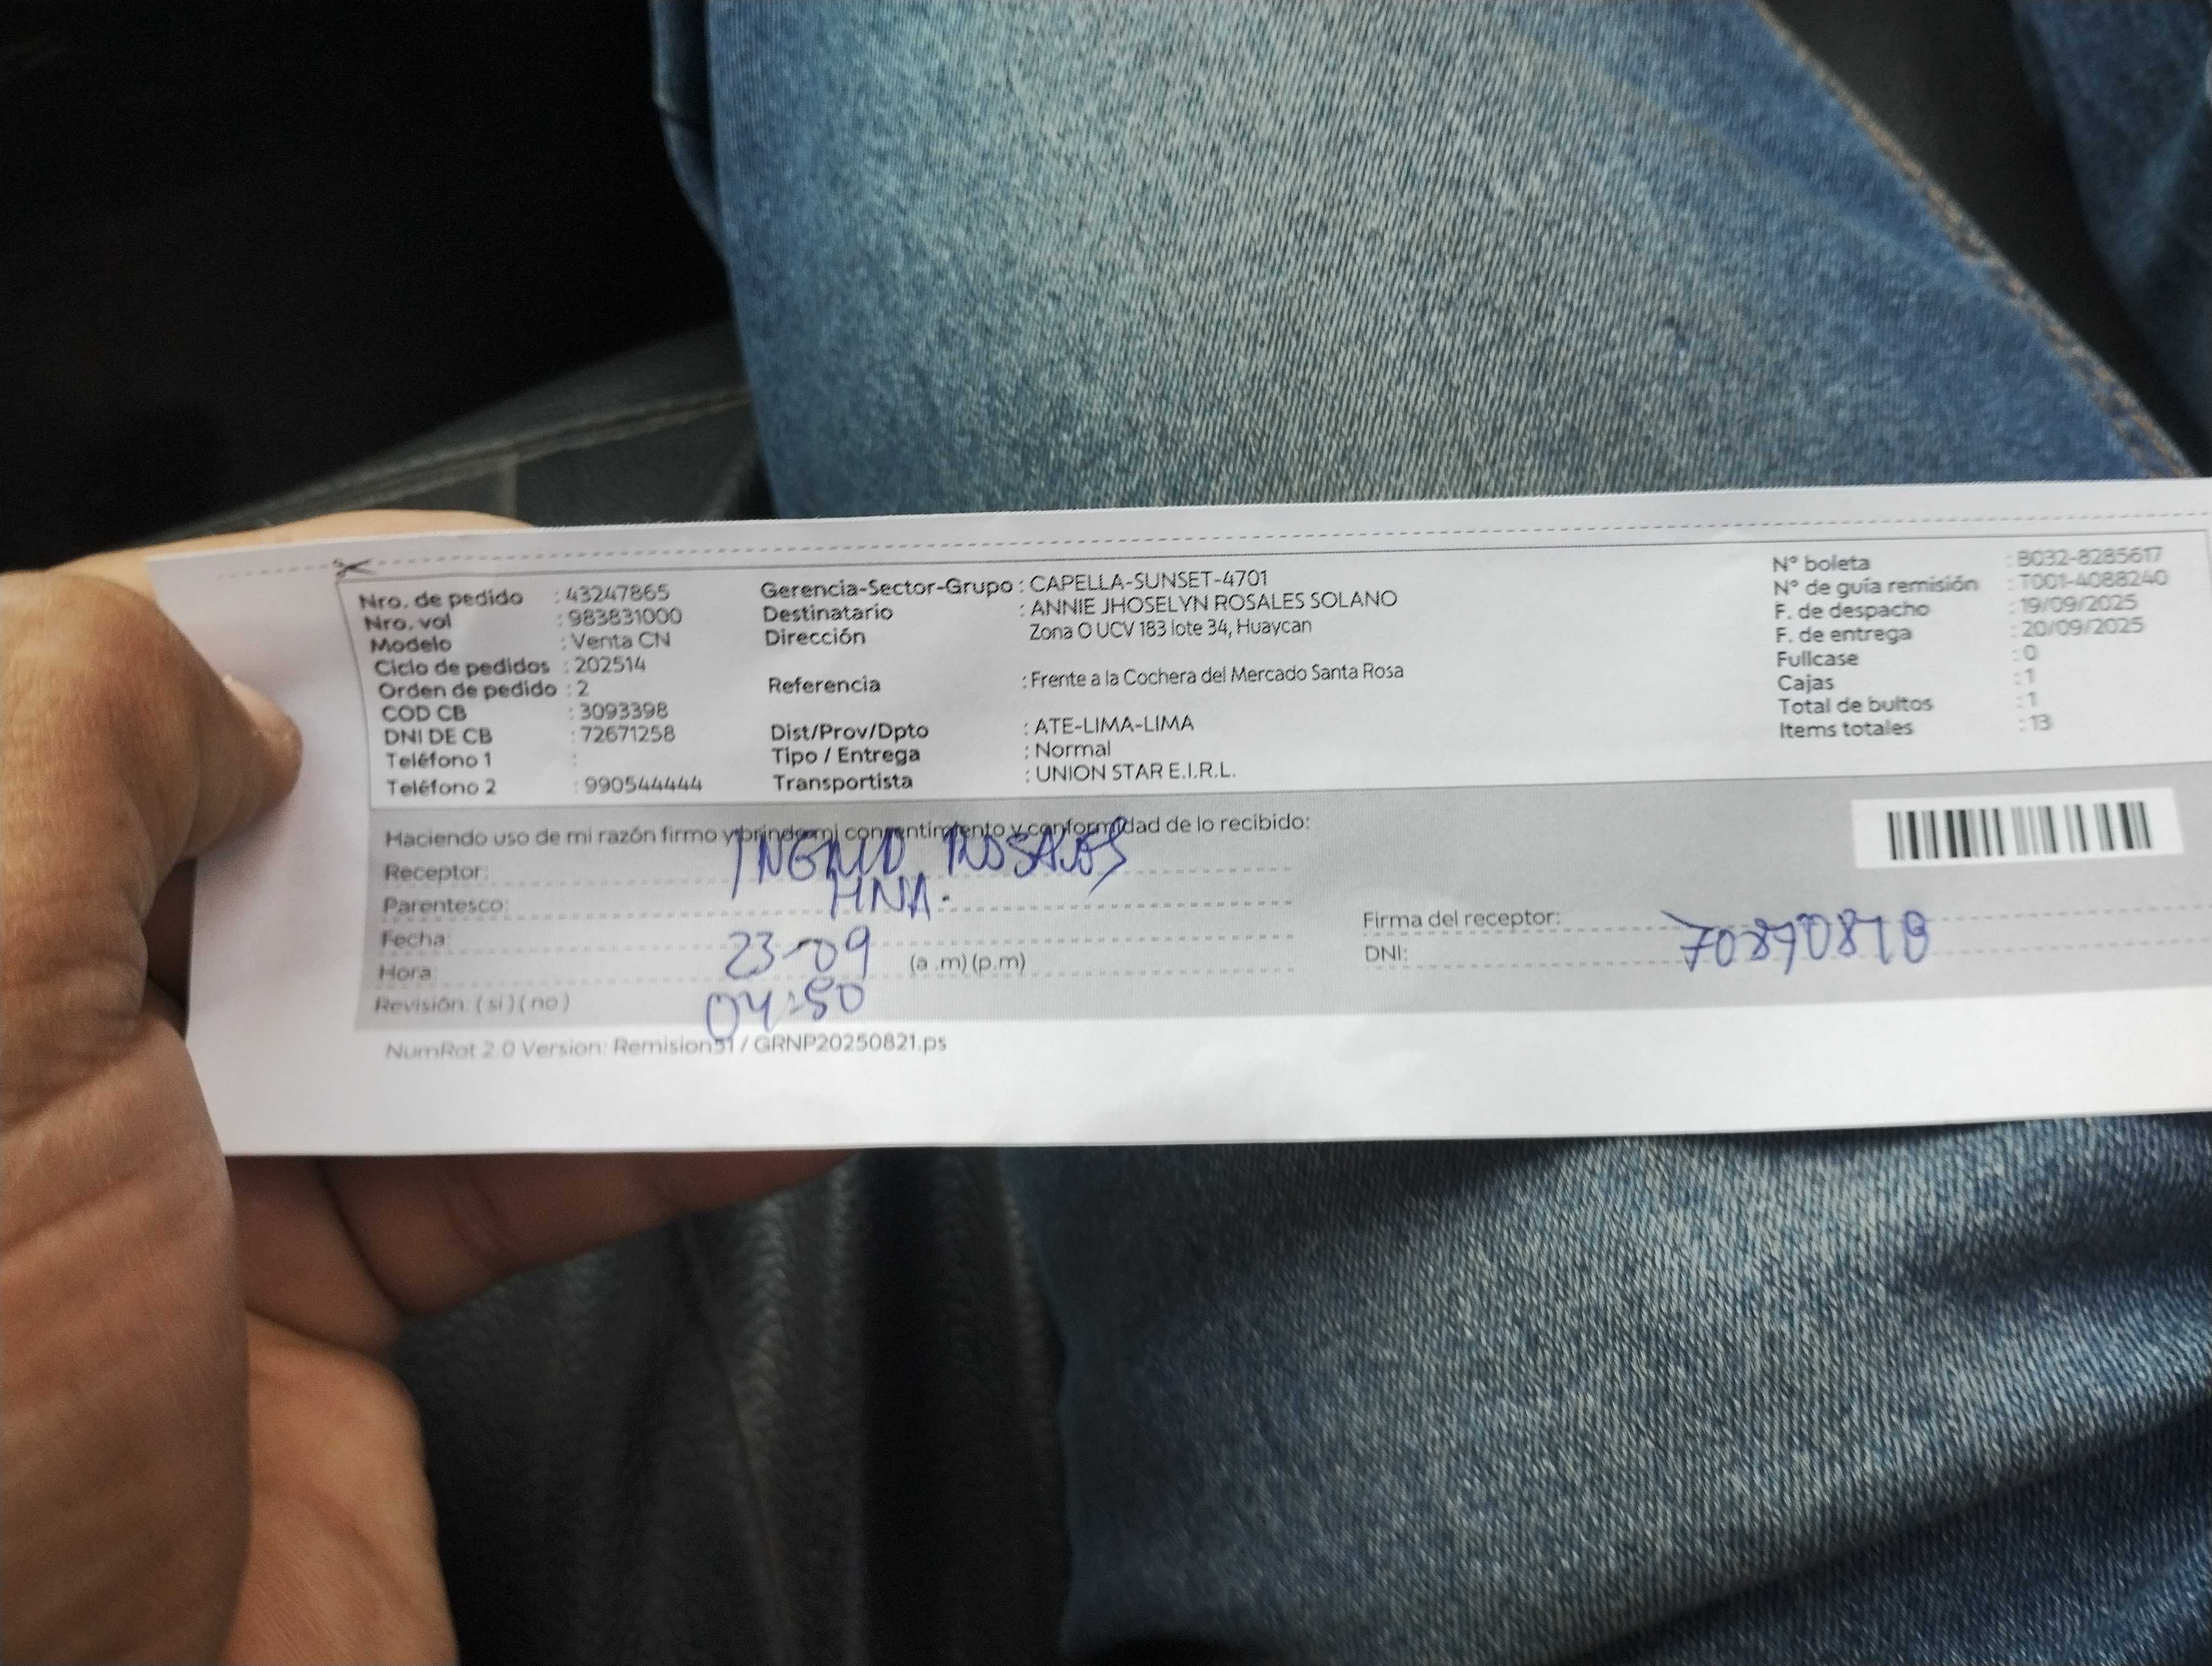 Nro. de pedido : 43247865
Nro. vol : 983831000
Modelo : Venta CN
Ciclo de pedidos : 202514
Orden de pedido : 2
COD CB : 3093398
DNI DE CB : 72671258
Teléfono 1 :
Teléfono 2 : 990544444
Gerencia-Sector-Grupo : CAPELLA-SUNSET-4701
Destinatario : ANNIE JHOSELYN ROSALES SOLANO
Dirección Zona O UCV 183 lote 34, Huaycan
Referencia : Frente a la Cochera del Mercado Santa Rosa
Dist/Prov/Dpto : ATE-LIMA-LIMA
Tipo / Entrega : Normal
Transportista : UNION STAR E.I.R.L.
N° boleta : B032-8285617
N° de guía remisión : T001-4088240
F. de despacho : 19/09/2025
F. de entrega : 20/09/2025
Fullcase : 0
Cajas : 1
Total de bultos : 1
Items totales : 13
Haciendo uso de mi razón firmo y brindo mi consentimiento y conformidad de lo recibido:
Receptor: INGRID ROSALES
Parentesco: HNA.
Fecha: 23-09
Hora: 04:50 (a.m) (p.m)
Revisión: (si) (no)
Firma del receptor:
DNI:
NumRot 2.0 Version: Remision51 / GRNP20250821.ps